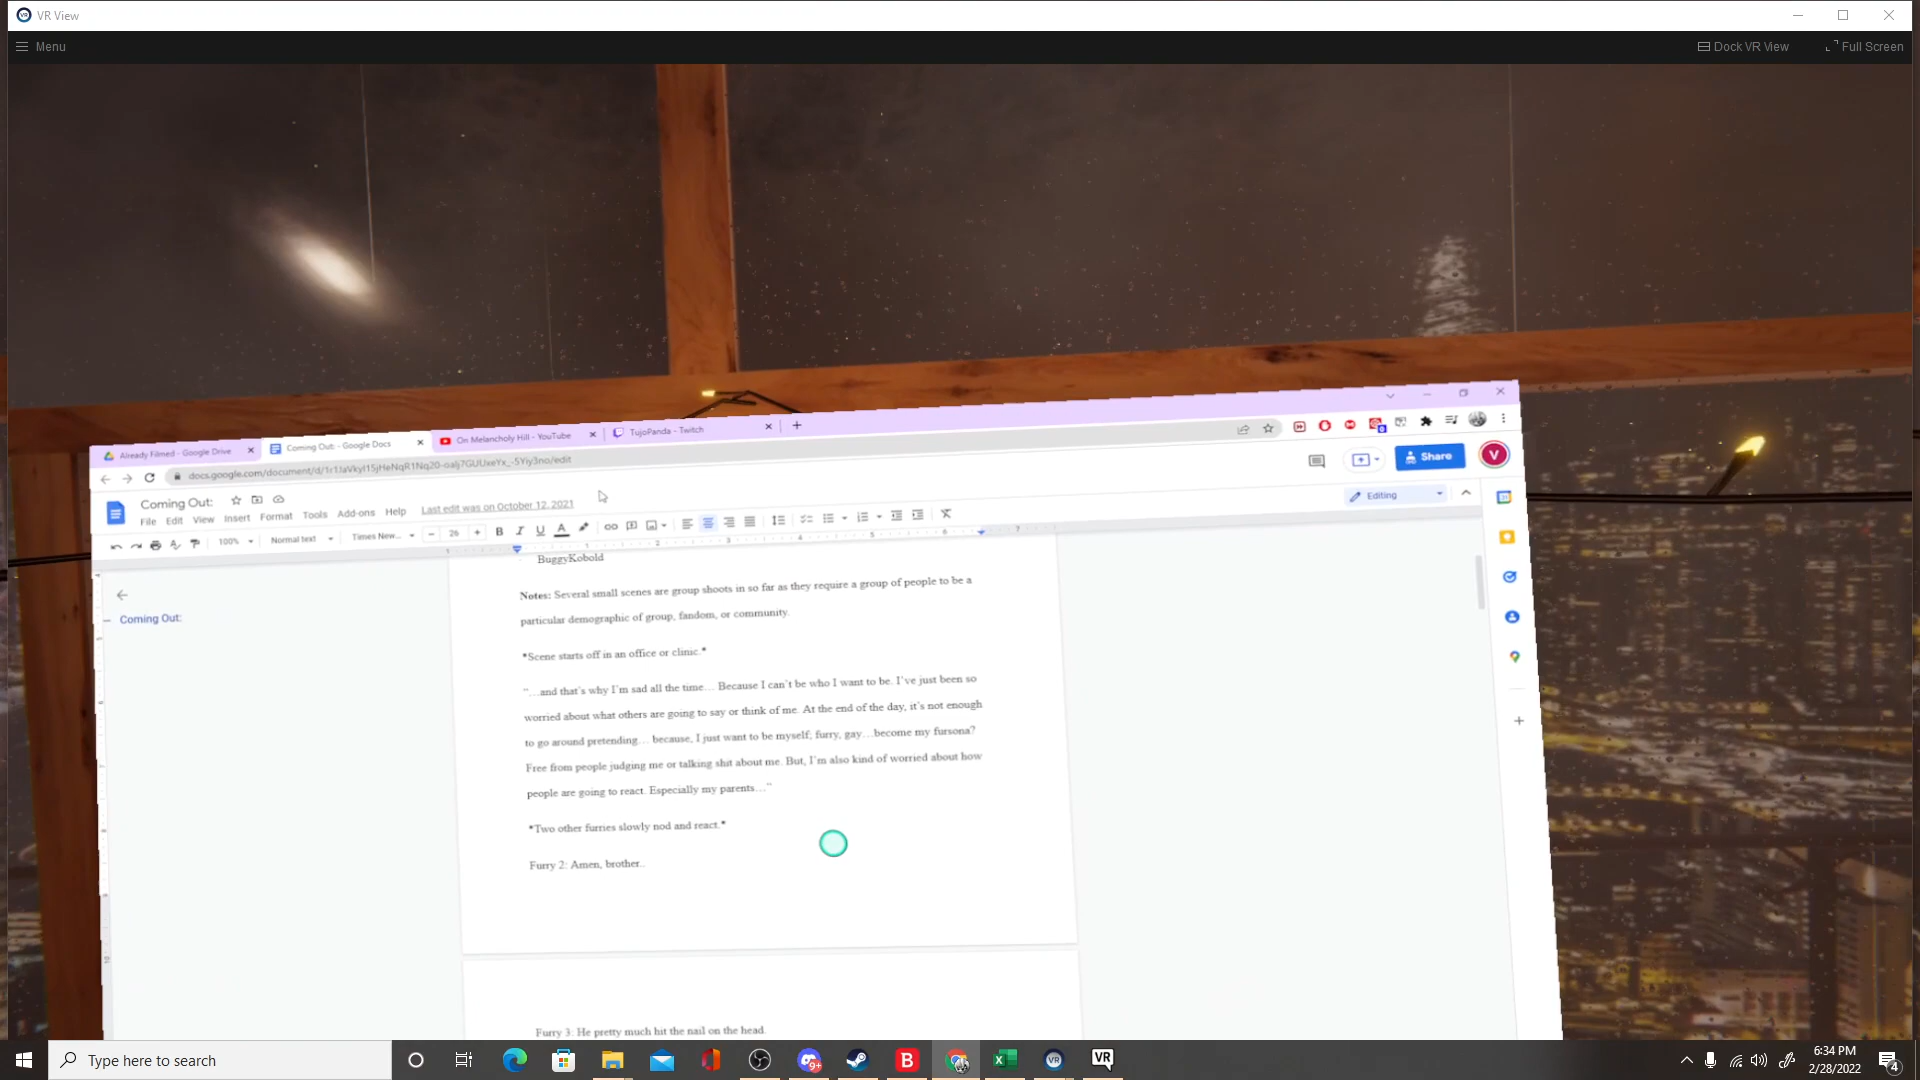 VR View
Menu
Dock VR View
Full Screen
Already Filmed - Google Drive
Coming Out: - Google Docs
On Melancholy Hill - YouTube
TujoPanda - Twitch
Coming Out:
File Edit View Insert Format Tools Add-ons Help
Last edit was on October 12, 2021
Share
V
100% Normal text Times New... 26
Editing
BuggyKobold
Coming Out:
Notes: Several small scenes are group shoots in so far as they require a group of people to be a
particular demographic of group, fandom, or community.
*Scene starts off in an office or clinic.*
“…and that’s why I’m sad all the time… Because I can’t be who I want to be. I’ve just been so
worried about what others are going to say or think of me. At the end of the day, it’s not enough
to go around pretending… because, I just want to be myself; furry, gay…become my fursona?
Free from people judging me or talking shit about me. But, I’m also kind of worried about how
people are going to react. Especially my parents…”
*Two other furries slowly nod and react.*
Furry 2: Amen, brother..
Furry 3: He pretty much hit the nail on the head.
Type here to search
9+
B
VR
VR
6:34 PM
2/28/2022
4